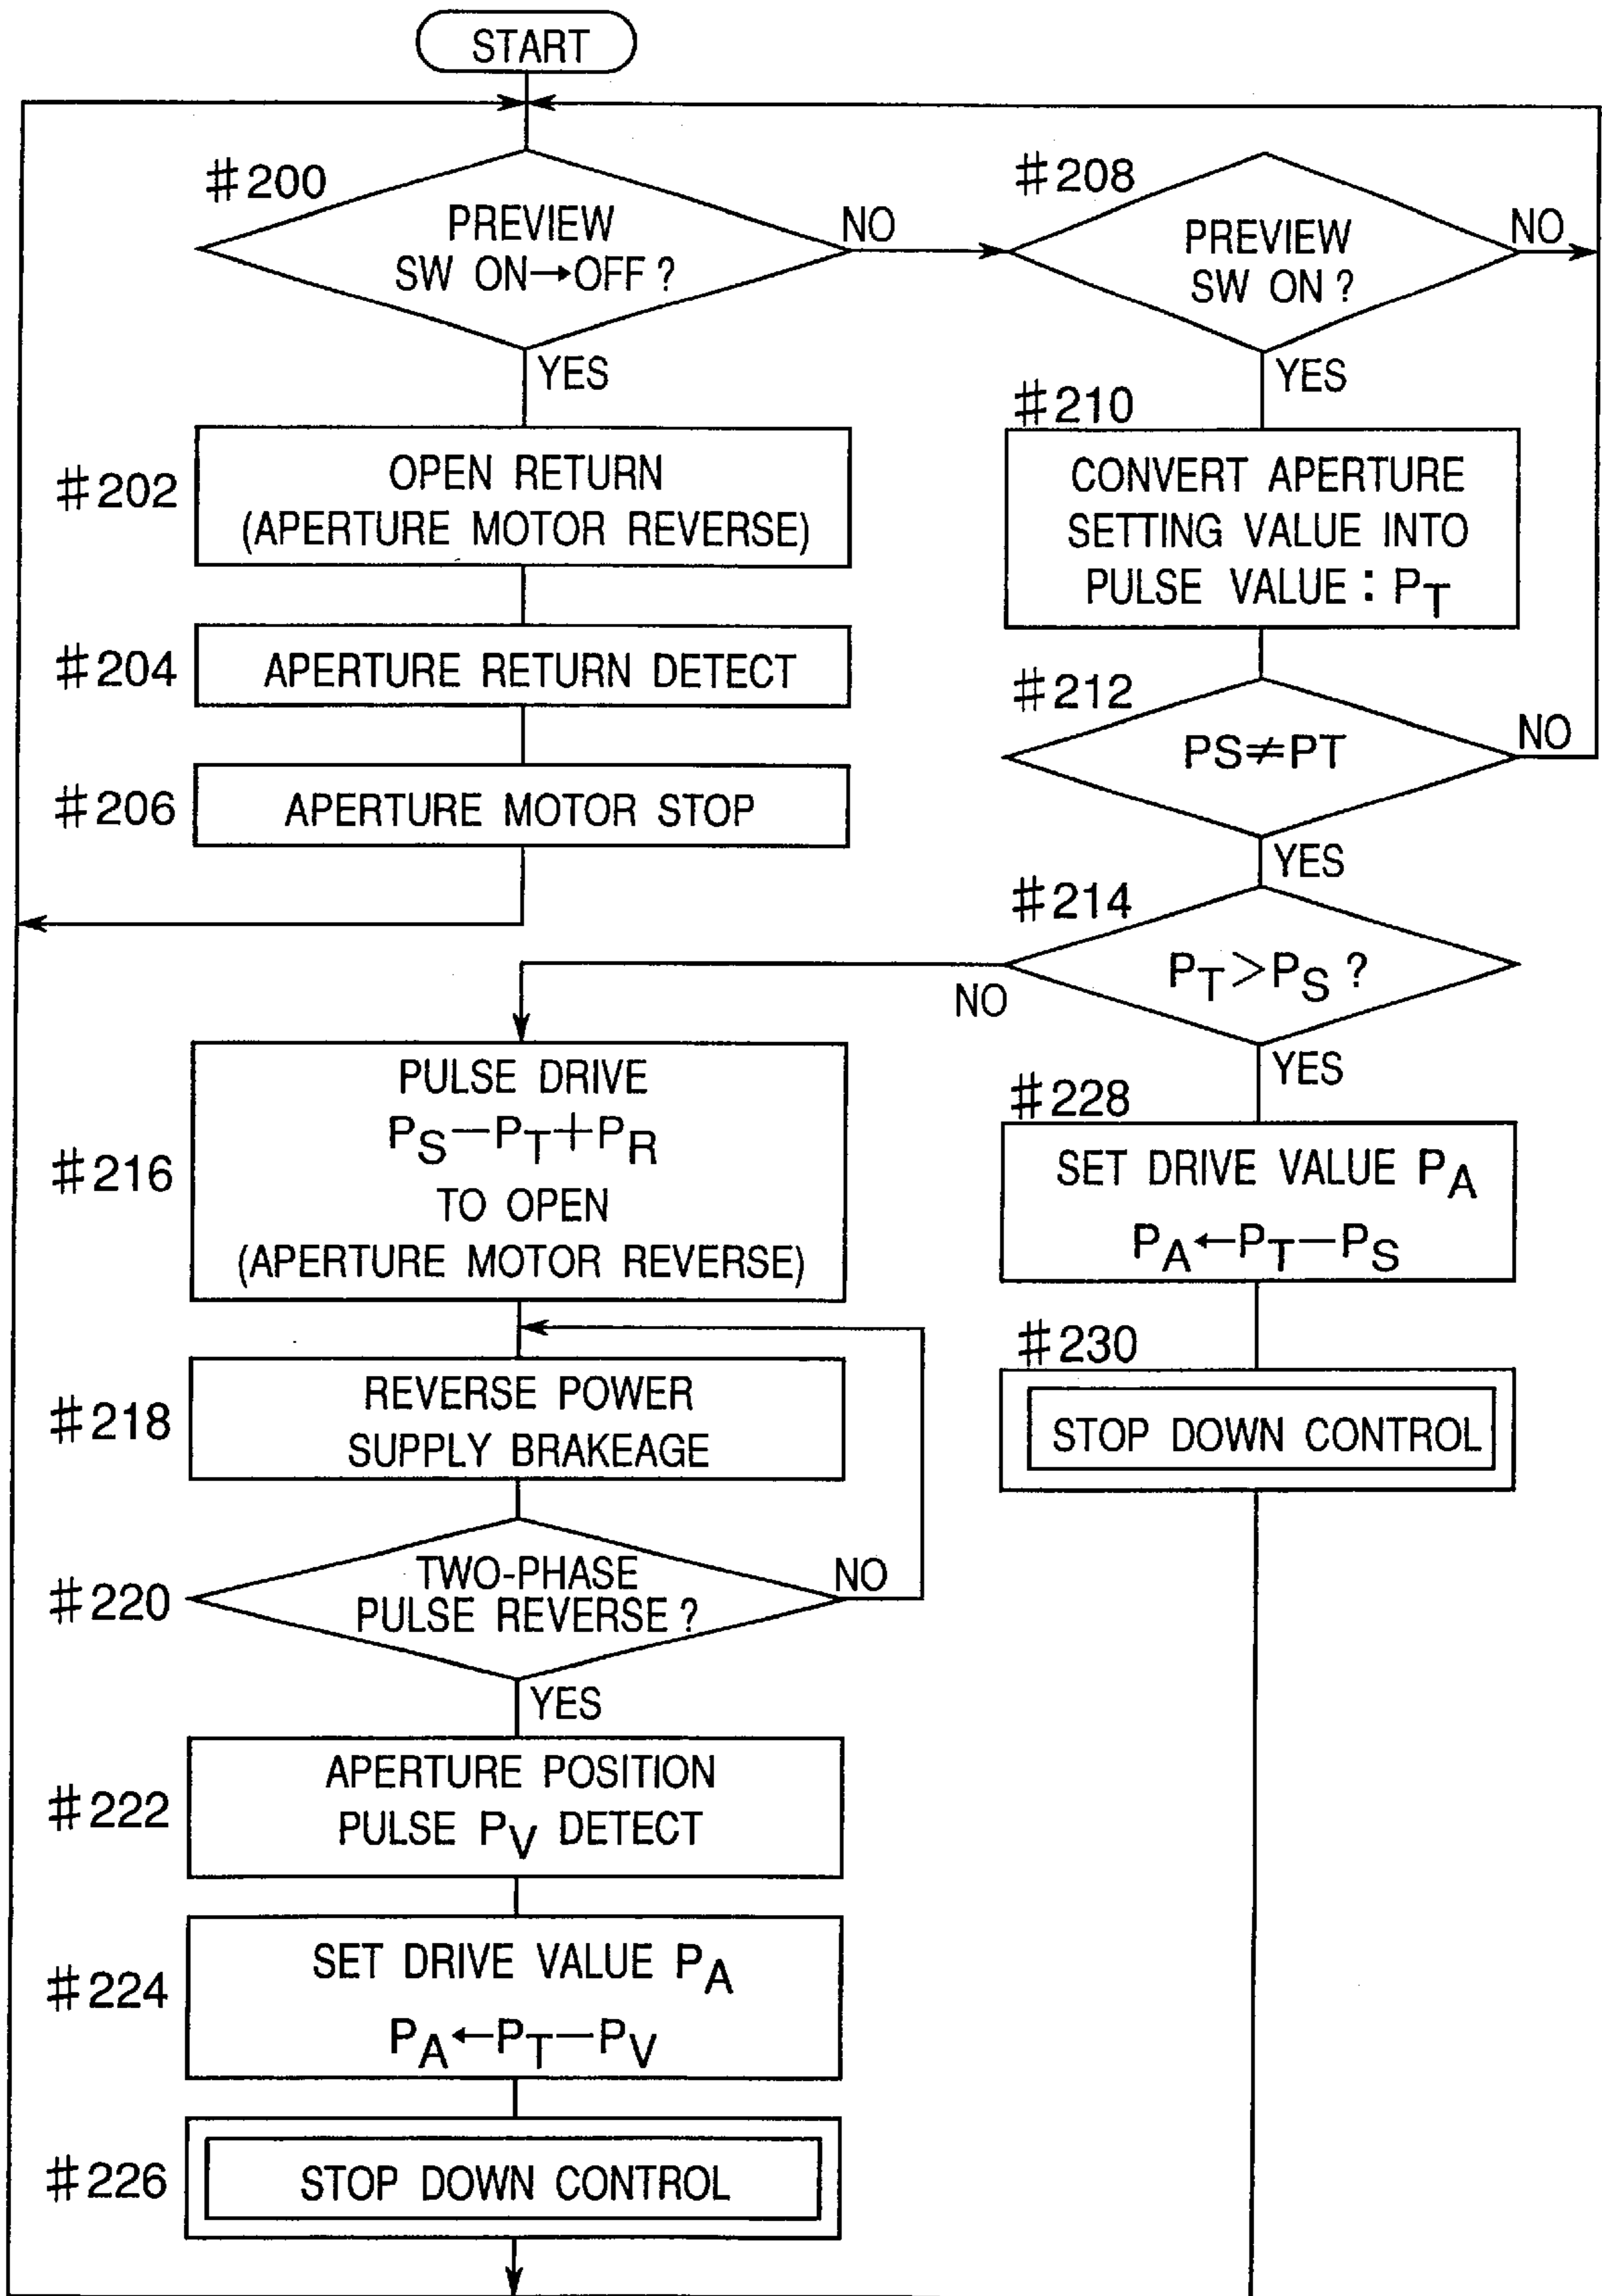 START
#200
PREVIEW
SW ON→OFF?
NO
YES
#202
OPEN RETURN
(APERTURE MOTOR REVERSE)
#204
APERTURE RETURN DETECT
#206
APERTURE MOTOR STOP
#208
PREVIEW
SW ON?
NO
YES
#210
CONVERT APERTURE
SETTING VALUE INTO
PULSE VALUE : PT
#212
PS≠PT
NO
YES
#214
PT>PS ?
NO
YES
#216
PULSE DRIVE
PS−PT+PR
TO OPEN
(APERTURE MOTOR REVERSE)
#218
REVERSE POWER
SUPPLY BRAKEAGE
#220
TWO-PHASE
PULSE REVERSE?
NO
YES
#222
APERTURE POSITION
PULSE PV DETECT
#224
SET DRIVE VALUE PA
PA←PT−PV
#226
STOP DOWN CONTROL
#228
SET DRIVE VALUE PA
PA←PT−PS
#230
STOP DOWN CONTROL